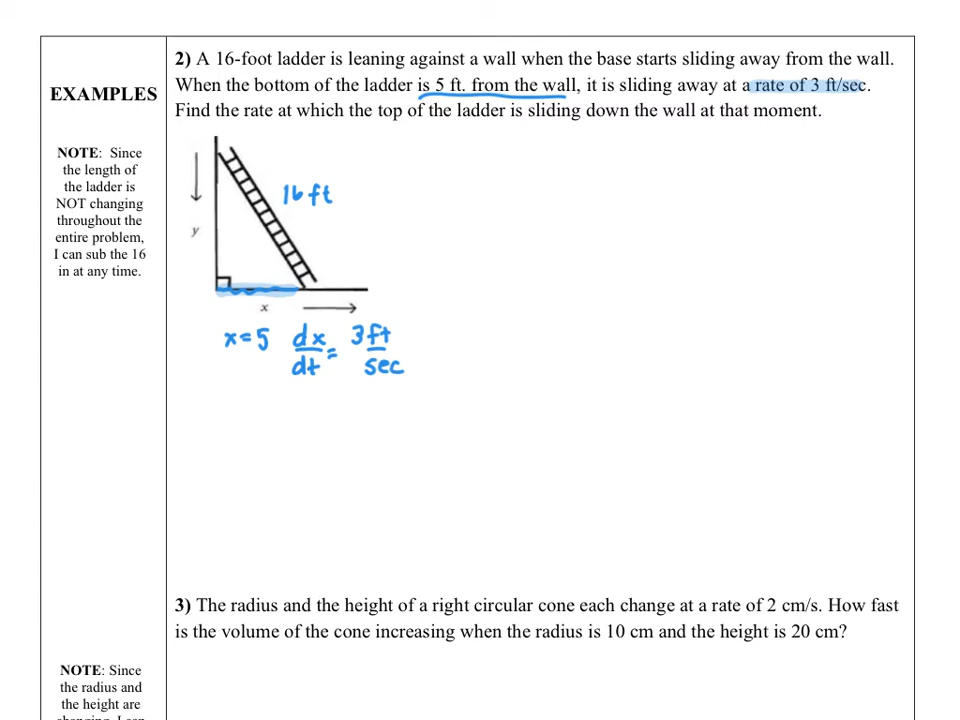 2) A 16-foot ladder is leaning against a wall when the base starts sliding away from the wall.
When the bottom of the ladder is 5 ft. from the wall, it is sliding away at a rate of 3 ft/sec.
Find the rate at which the top of the ladder is sliding down the wall at that moment.
EXAMPLES
NOTE: Since
the length of
the ladder is
NOT changing
throughout the
entire problem,
I can sub the 16
in at any time.
16 ft
y
x
x=5 dx/dt = 3ft/sec
3) The radius and the height of a right circular cone each change at a rate of 2 cm/s. How fast
is the volume of the cone increasing when the radius is 10 cm and the height is 20 cm?
NOTE: Since
the radius and
the height are